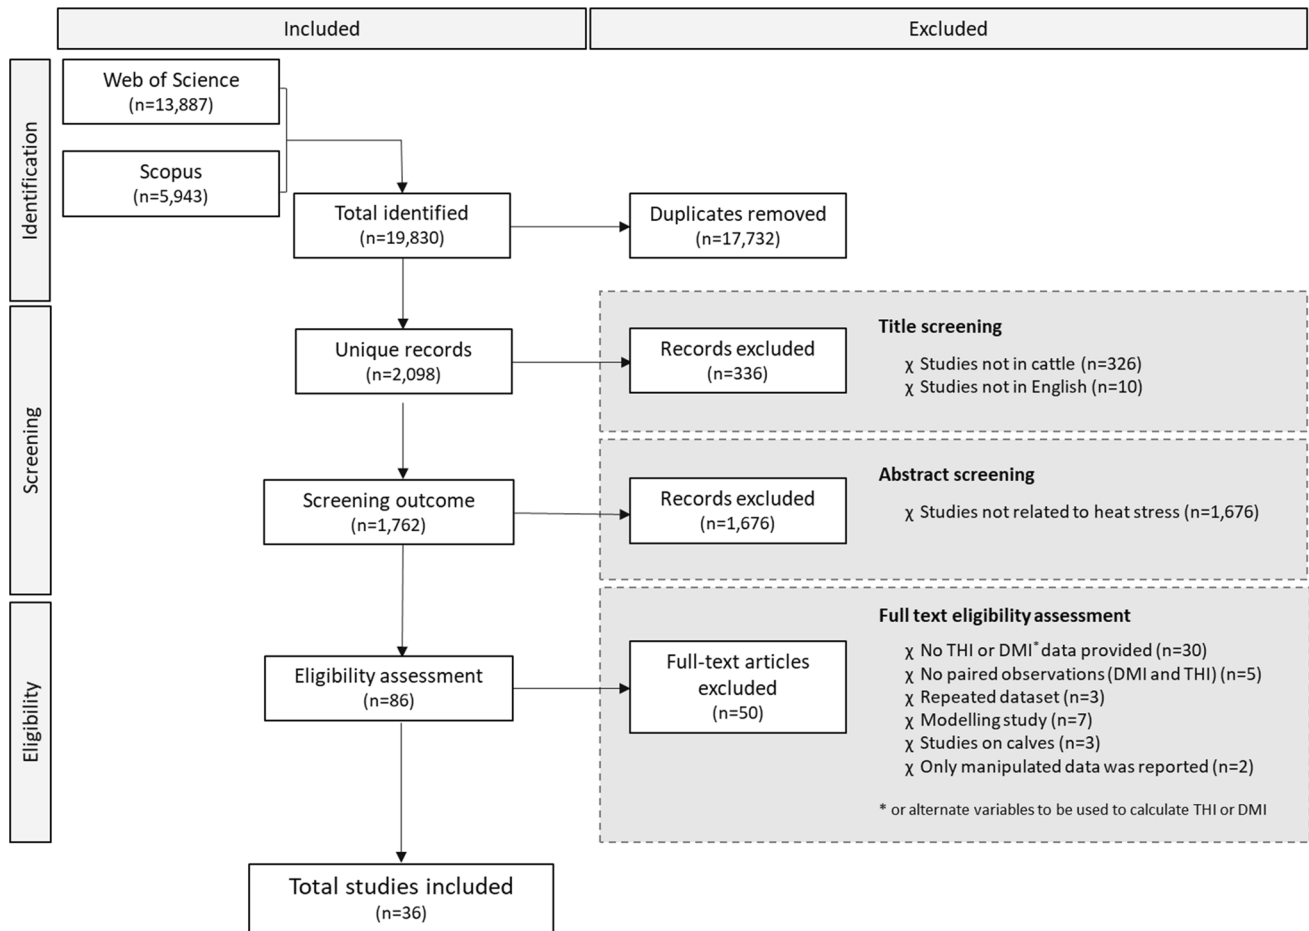 Included
Excluded
Identification
Web of Science
(n=13,887)
Scopus
(n=5,943)
Total identified
(n=19,830)
Duplicates removed
(n=17,732)
Screening
Unique records
(n=2,098)
Records excluded
(n=336)
Title screening
χ Studies not in cattle (n=326)
χ Studies not in English (n=10)
Screening outcome
(n=1,762)
Records excluded
(n=1,676)
Abstract screening
χ Studies not related to heat stress (n=1,676)
Eligibility
Eligibility assessment
(n=86)
Full-text articles
excluded
(n=50)
Full text eligibility assessment
χ No THI or DMI* data provided (n=30)
χ No paired observations (DMI and THI) (n=5)
χ Repeated dataset (n=3)
χ Modelling study (n=7)
χ Studies on calves (n=3)
χ Only manipulated data was reported (n=2)
* or alternate variables to be used to calculate THI or DMI
Total studies included
(n=36)